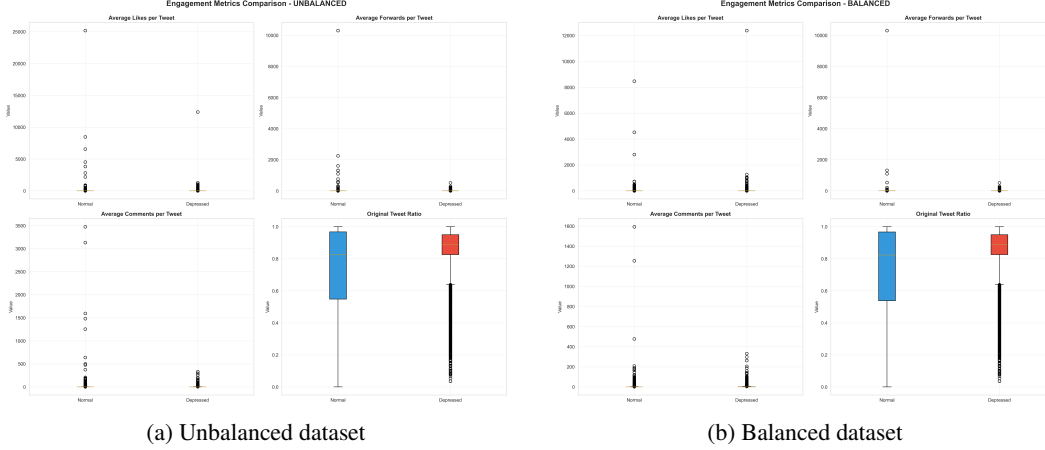 Engagement Metrics Comparison - UNBALANCED
Average Likes per Tweet
Average Forwards per Tweet
25000
20000
15000
10000
5000
0
Value
Normal
Depressed
10000
8000
6000
4000
2000
0
Value
Normal
Depressed
Average Comments per Tweet
Original Tweet Ratio
3500
3000
2500
2000
1500
1000
500
0
Value
Normal
Depressed
1.0
0.8
0.6
0.4
0.2
0.0
Value
Normal
Depressed
(a) Unbalanced dataset
Engagement Metrics Comparison - BALANCED
Average Likes per Tweet
Average Forwards per Tweet
12000
10000
8000
6000
4000
2000
0
Value
Normal
Depressed
10000
8000
6000
4000
2000
0
Value
Normal
Depressed
Average Comments per Tweet
Original Tweet Ratio
1600
1400
1200
1000
800
600
400
200
0
Value
Normal
Depressed
1.0
0.8
0.6
0.4
0.2
0.0
Value
Normal
Depressed
(b) Balanced dataset